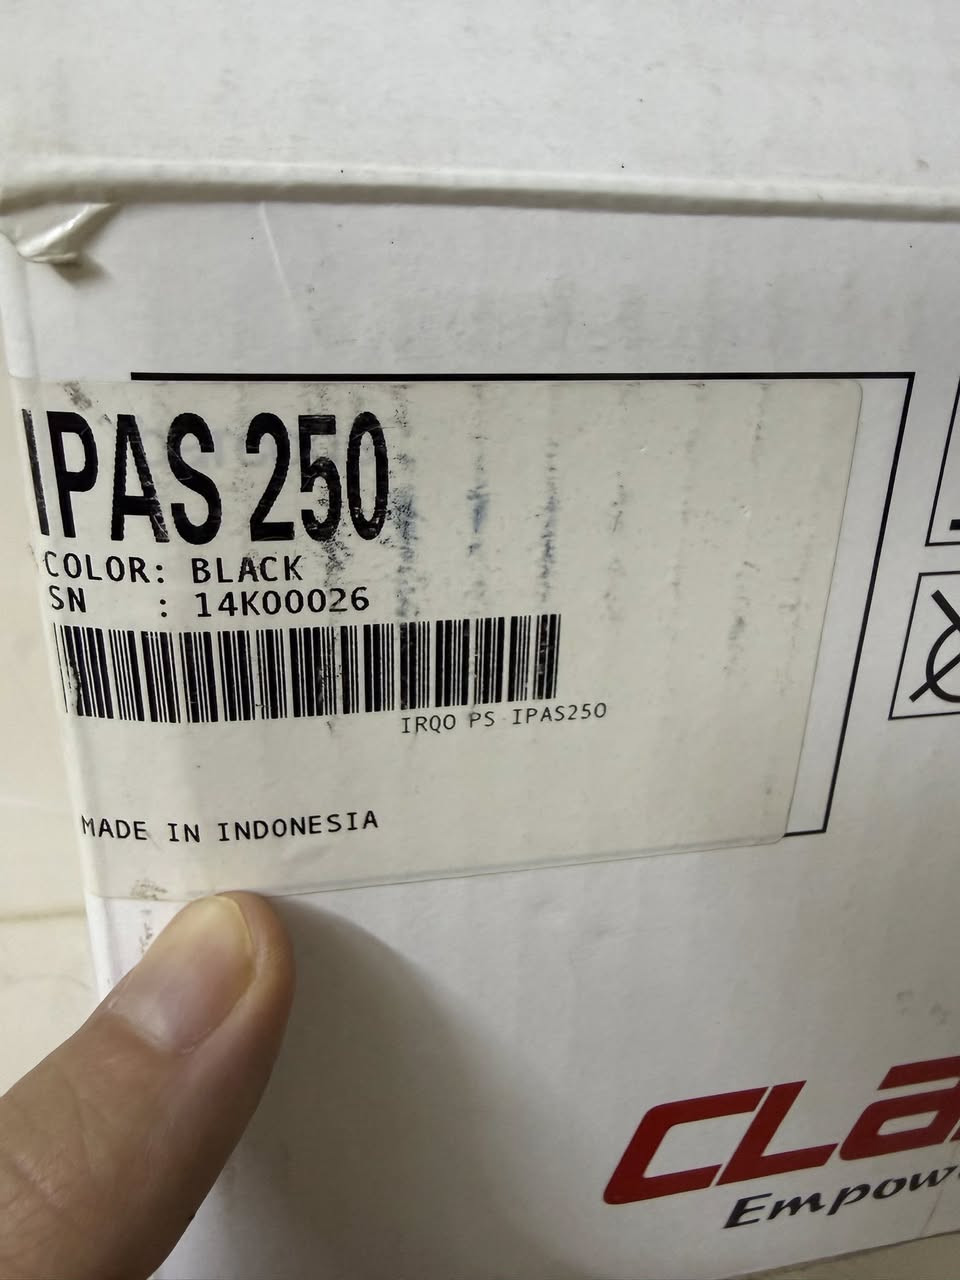 IPAS 250
COLOR: BLACK
SN : 14K00026
IRQO PS IPAS250
MADE IN INDONESIA